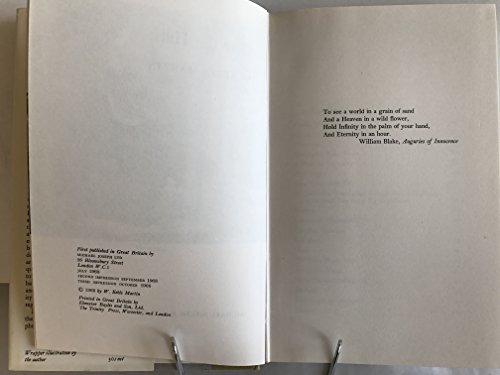 First published in Great Britain by
MICHAEL JOSEPH LTD
26 Bloomsbury Street
London W.C.1
JULY 1968
SECOND IMPRESSION SEPTEMBER 1968
THIRD IMPRESSION OCTOBER 1968
© 1968 by W. Keble Martin
Printed in Great Britain by
Ebenezer Baylis and Son, Ltd.
The Trinity Press, Worcester, and London
Wrapper illustration by
the author
To see a world in a grain of sand
And a Heaven in a wild flower,
Hold Infinity in the palm of your hand,
And Eternity in an hour.
William Blake, Auguries of Innocence